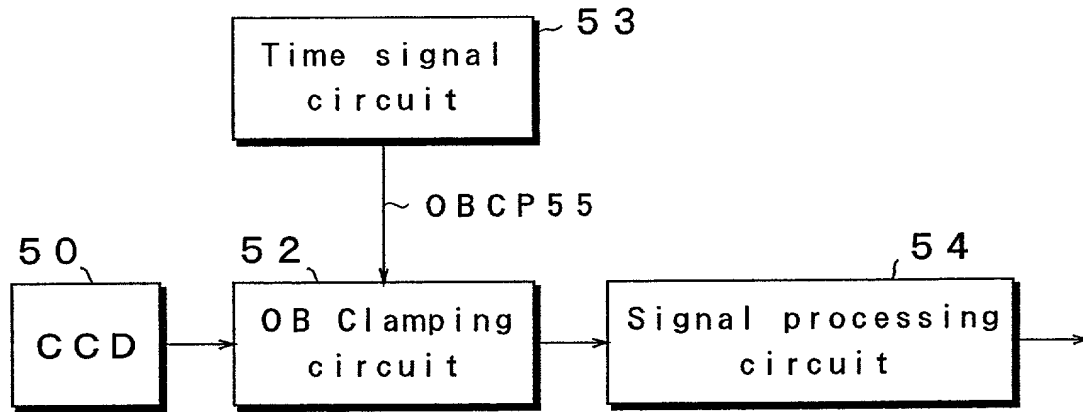 53
Time signal
circuit
OBCP55
50
CCD
52
OB Clamping
circuit
54
Signal processing
circuit